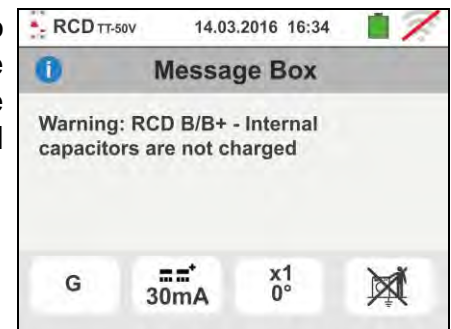 RCD TT-50V 14.03.2016 16:34
Message Box
Warning: RCD B/B+ - Internal
capacitors are not charged
G
30mA
x1
0°